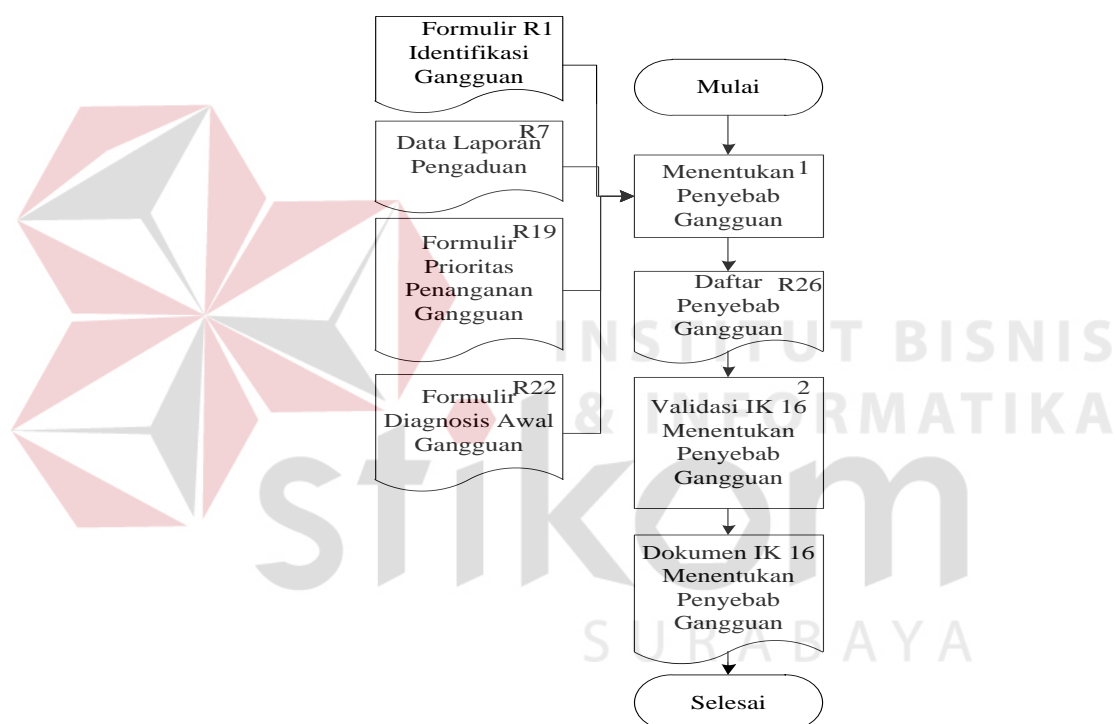 Formulir R1
Identifikasi
Gangguan
Data Laporan R7
Pengaduan
Formulir R19
Prioritas
Penanganan
Gangguan
Formulir R22
Diagnosis Awal
Gangguan
Mulai
Menentukan 1
Penyebab
Gangguan
Daftar R26
Penyebab
Gangguan
2
Validasi IK 16
Menentukan
Penyebab
Gangguan
Dokumen IK 16
Menentukan
Penyebab
Gangguan
Selesai
INSTITUT BISNIS
& INFORMATIKA
stikom
SURABAYA